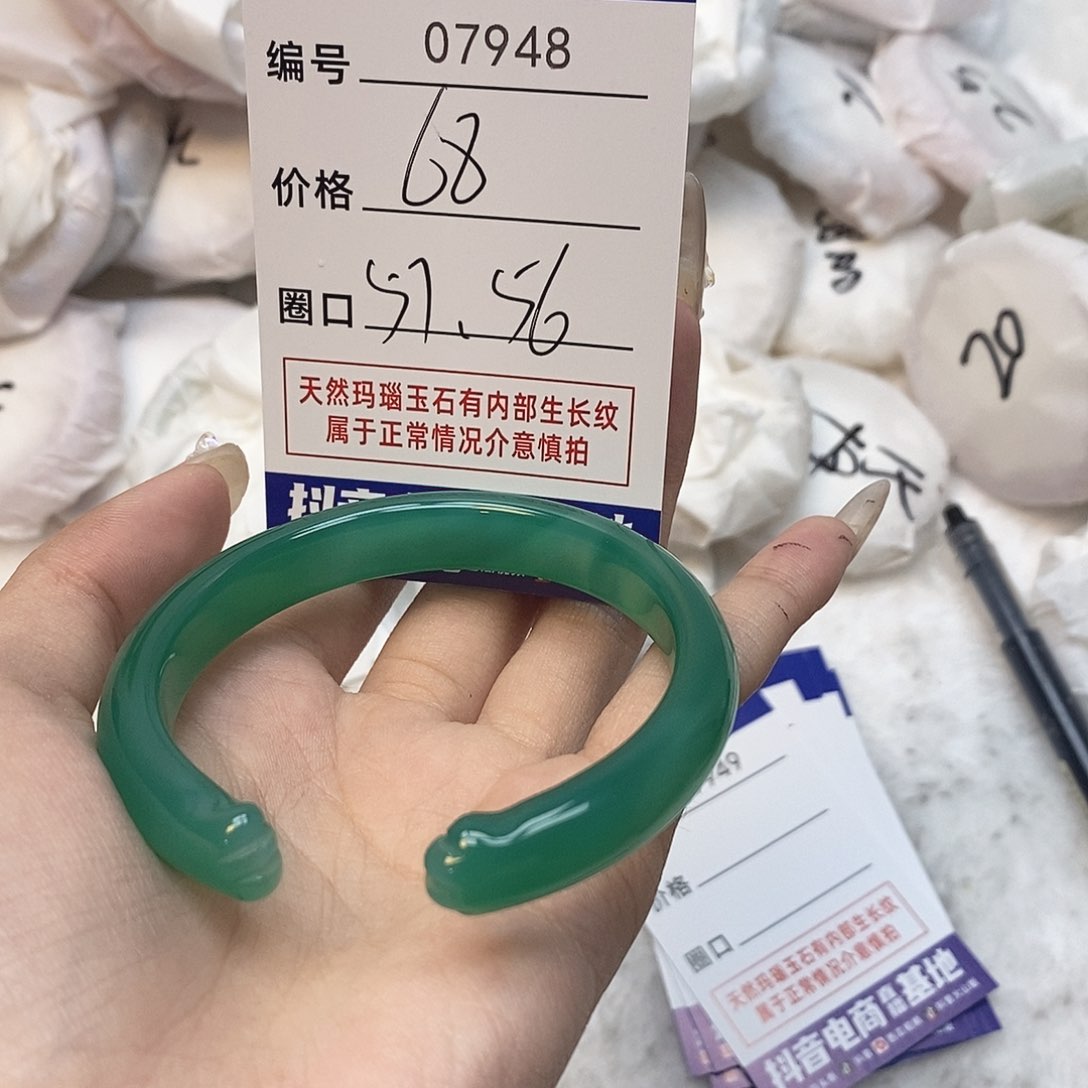 编号 07948
价格 68
圈口 57.56
天然玛瑙玉石有内部生长纹
属于正常情况介意慎拍
20
949
价格
圈口
天然玛瑙玉石有内部生长纹
属于正常情况介意慎拍
抖音电商 基地